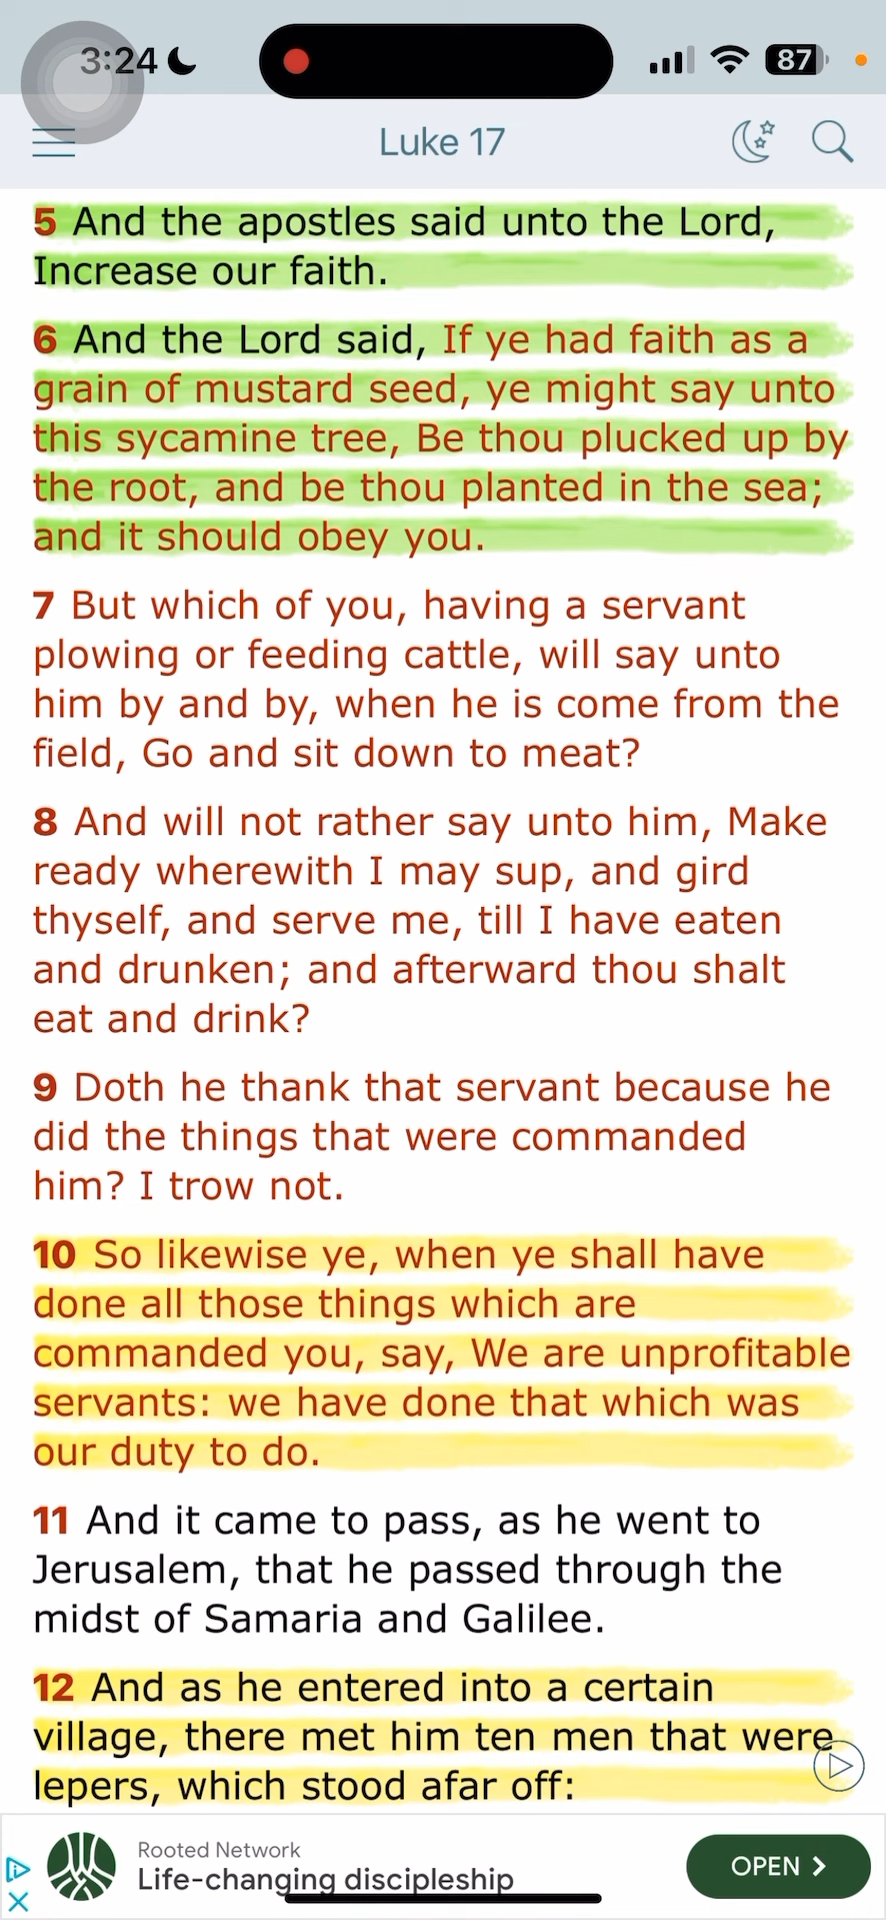 3:24
87
Luke 17
5 And the apostles said unto the Lord,
Increase our faith.
6 And the Lord said, If ye had faith as a
grain of mustard seed, ye might say unto
this sycamine tree, Be thou plucked up by
the root, and be thou planted in the sea;
and it should obey you.
7 But which of you, having a servant
plowing or feeding cattle, will say unto
him by and by, when he is come from the
field, Go and sit down to meat?
8 And will not rather say unto him, Make
ready wherewith I may sup, and gird
thyself, and serve me, till I have eaten
and drunken; and afterward thou shalt
eat and drink?
9 Doth he thank that servant because he
did the things that were commanded
him? I trow not.
10 So likewise ye, when ye shall have
done all those things which are
commanded you, say, We are unprofitable
servants: we have done that which was
our duty to do.
11 And it came to pass, as he went to
Jerusalem, that he passed through the
midst of Samaria and Galilee.
12 And as he entered into a certain
village, there met him ten men that were
lepers, which stood afar off:
Rooted Network
Life-changing discipleship
OPEN